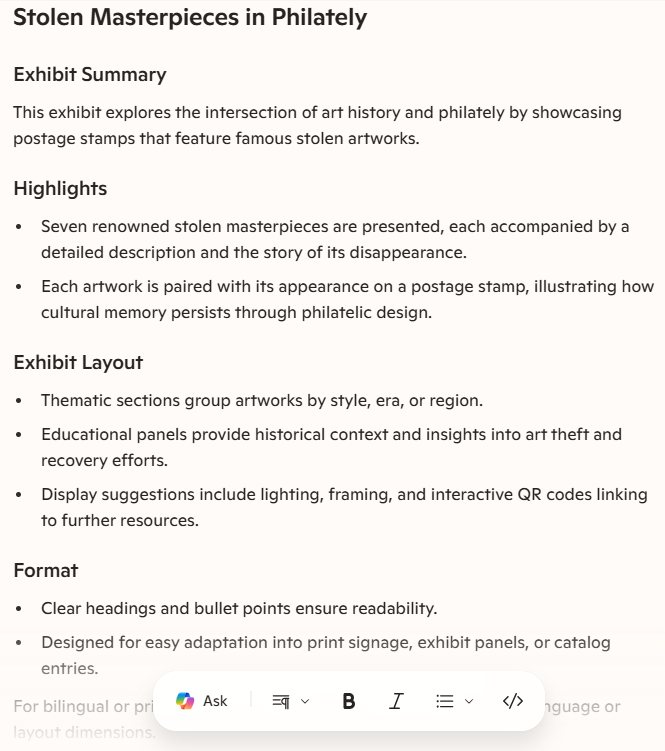 Stolen Masterpieces in Philately
Exhibit Summary
This exhibit explores the intersection of art history and philately by showcasing
postage stamps that feature famous stolen artworks.
Highlights
• Seven renowned stolen masterpieces are presented, each accompanied by a
detailed description and the story of its disappearance.
• Each artwork is paired with its appearance on a postage stamp, illustrating how
cultural memory persists through philatelic design.
Exhibit Layout
• Thematic sections group artworks by style, era, or region.
• Educational panels provide historical context and insights into art theft and
recovery efforts.
• Display suggestions include lighting, framing, and interactive QR codes linking
to further resources.
Format
• Clear headings and bullet points ensure readability.
• Designed for easy adaptation into print signage, exhibit panels, or catalog
entries.
For bilingual or
layout dimensions.
Ask
B I </>